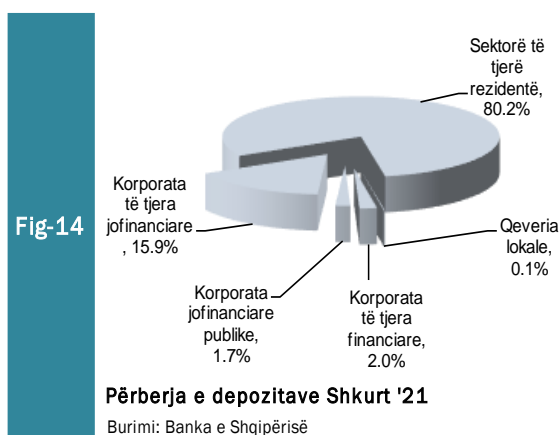 Sektorë të
tjerë
rezidentë,
80.2%
Korporata
të tjera
jofinanciare
, 15.9%
Fig-14
Qeveria
lokale,
0.1%
Korporata
jofinanciare
publike,
1.7%
Korporata
të tjera
financiare,
2.0%
Përberja e depozitave Shkurt '21
Burimi: Banka e Shqipërisë